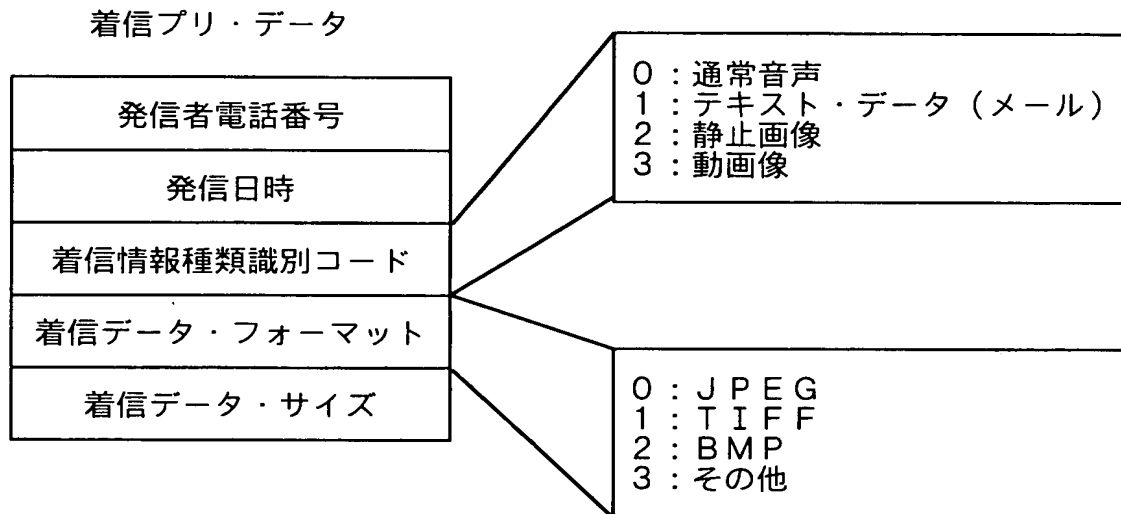 着信プリ・データ
発信者電話番号
発信日時
着信情報種類識別コード
着信データ・フォーマット
着信データ・サイズ
0:通常音声
1:テキスト・データ(メール)
2:静止画像
3:動画像
0:JPEG
1:TIFF
2:BMP
3:その他